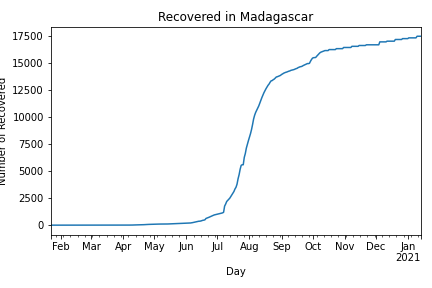 Recovered in Madagascar
17500
15000
12500
10000
7500
5000
2500
0
Number of Recovered
Feb Mar Apr May Jun Jul Aug Sep Oct Nov Dec Jan
2021
Day